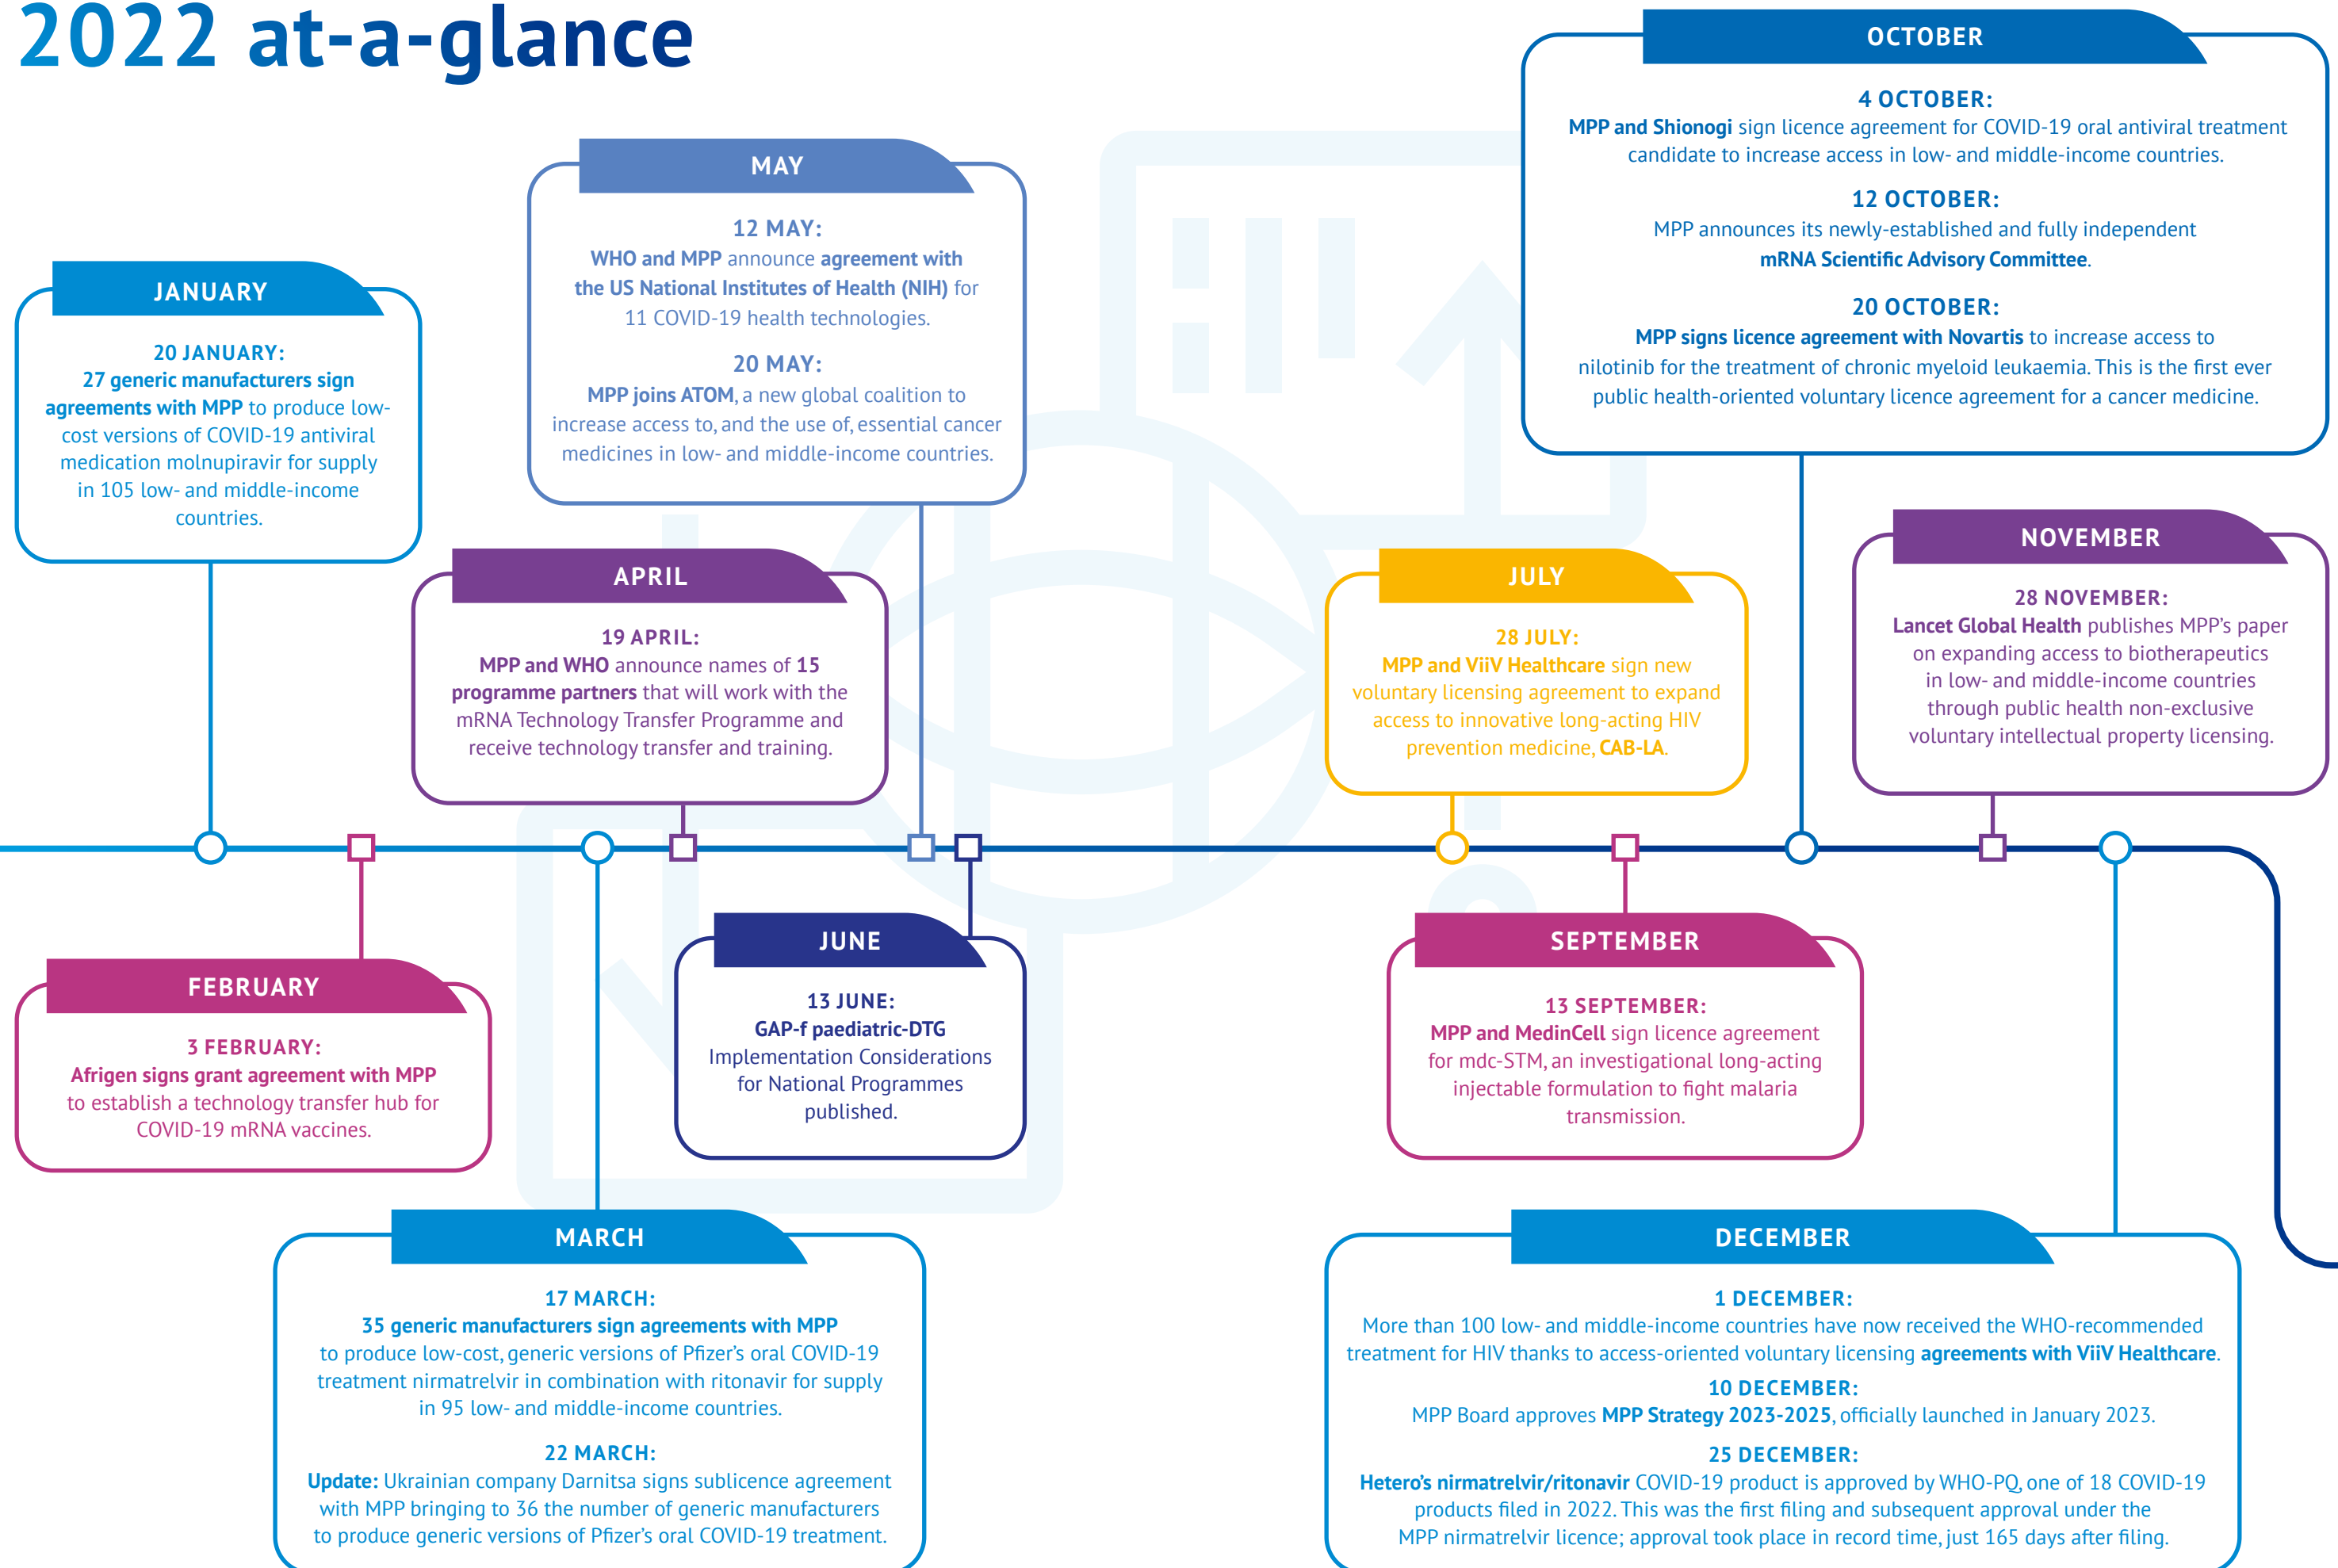 2022 at-a-glance
JANUARY
20 JANUARY:
27 generic manufacturers sign
agreements with MPP to produce low-
cost versions of COVID-19 antiviral
medication molnupiravir for supply
in 105 low- and middle-income
countries.
FEBRUARY
3 FEBRUARY:
Afrigen signs grant agreement with MPP
to establish a technology transfer hub for
COVID-19 mRNA vaccines.
MARCH
17 MARCH:
35 generic manufacturers sign agreements with MPP
to produce low-cost, generic versions of Pfizer's oral COVID-19
treatment nirmatrelvir in combination with ritonavir for supply
in 95 low- and middle-income countries.
22 MARCH:
Update: Ukrainian company Darnitsa signs sublicence agreement
with MPP bringing to 36 the number of generic manufacturers
to produce generic versions of Pfizer's oral COVID-19 treatment.
APRIL
19 APRIL:
MPP and WHO announce names of 15
programme partners that will work with the
mRNA Technology Transfer Programme and
receive technology transfer and training.
MAY
12 MAY:
WHO and MPP announce agreement with
the US National Institutes of Health (NIH) for
11 COVID-19 health technologies.
20 MAY:
MPP joins ATOM, a new global coalition to
increase access to, and the use of, essential cancer
medicines in low- and middle-income countries.
JUNE
13 JUNE:
GAP-f paediatric-DTG
Implementation Considerations
for National Programmes
published.
JULY
28 JULY:
MPP and ViiV Healthcare sign new
voluntary licensing agreement to expand
access to innovative long-acting HIV
prevention medicine, CAB-LA.
SEPTEMBER
13 SEPTEMBER:
MPP and MedinCell sign licence agreement
for mdc-STM, an investigational long-acting
injectable formulation to fight malaria
transmission.
OCTOBER
4 OCTOBER:
MPP and Shionogi sign licence agreement for COVID-19 oral antiviral treatment
candidate to increase access in low- and middle-income countries.
12 OCTOBER:
MPP announces its newly-established and fully independent
mRNA Scientific Advisory Committee.
20 OCTOBER:
MPP signs licence agreement with Novartis to increase access to
nilotinib for the treatment of chronic myeloid leukaemia. This is the first ever
public health-oriented voluntary licence agreement for a cancer medicine.
NOVEMBER
28 NOVEMBER:
Lancet Global Health publishes MPP's paper
on expanding access to biotherapeutics
in low- and middle-income countries
through public health non-exclusive
voluntary intellectual property licensing.
DECEMBER
1 DECEMBER:
More than 100 low- and middle-income countries have now received the WHO-recommended
treatment for HIV thanks to access-oriented voluntary licensing agreements with ViiV Healthcare.
10 DECEMBER:
MPP Board approves MPP Strategy 2023-2025, officially launched in January 2023.
25 DECEMBER:
Hetero's nirmatrelvir/ritonavir COVID-19 product is approved by WHO-PQ, one of 18 COVID-19
products filed in 2022. This was the first filing and subsequent approval under the
MPP nirmatrelvir licence; approval took place in record time, just 165 days after filing.